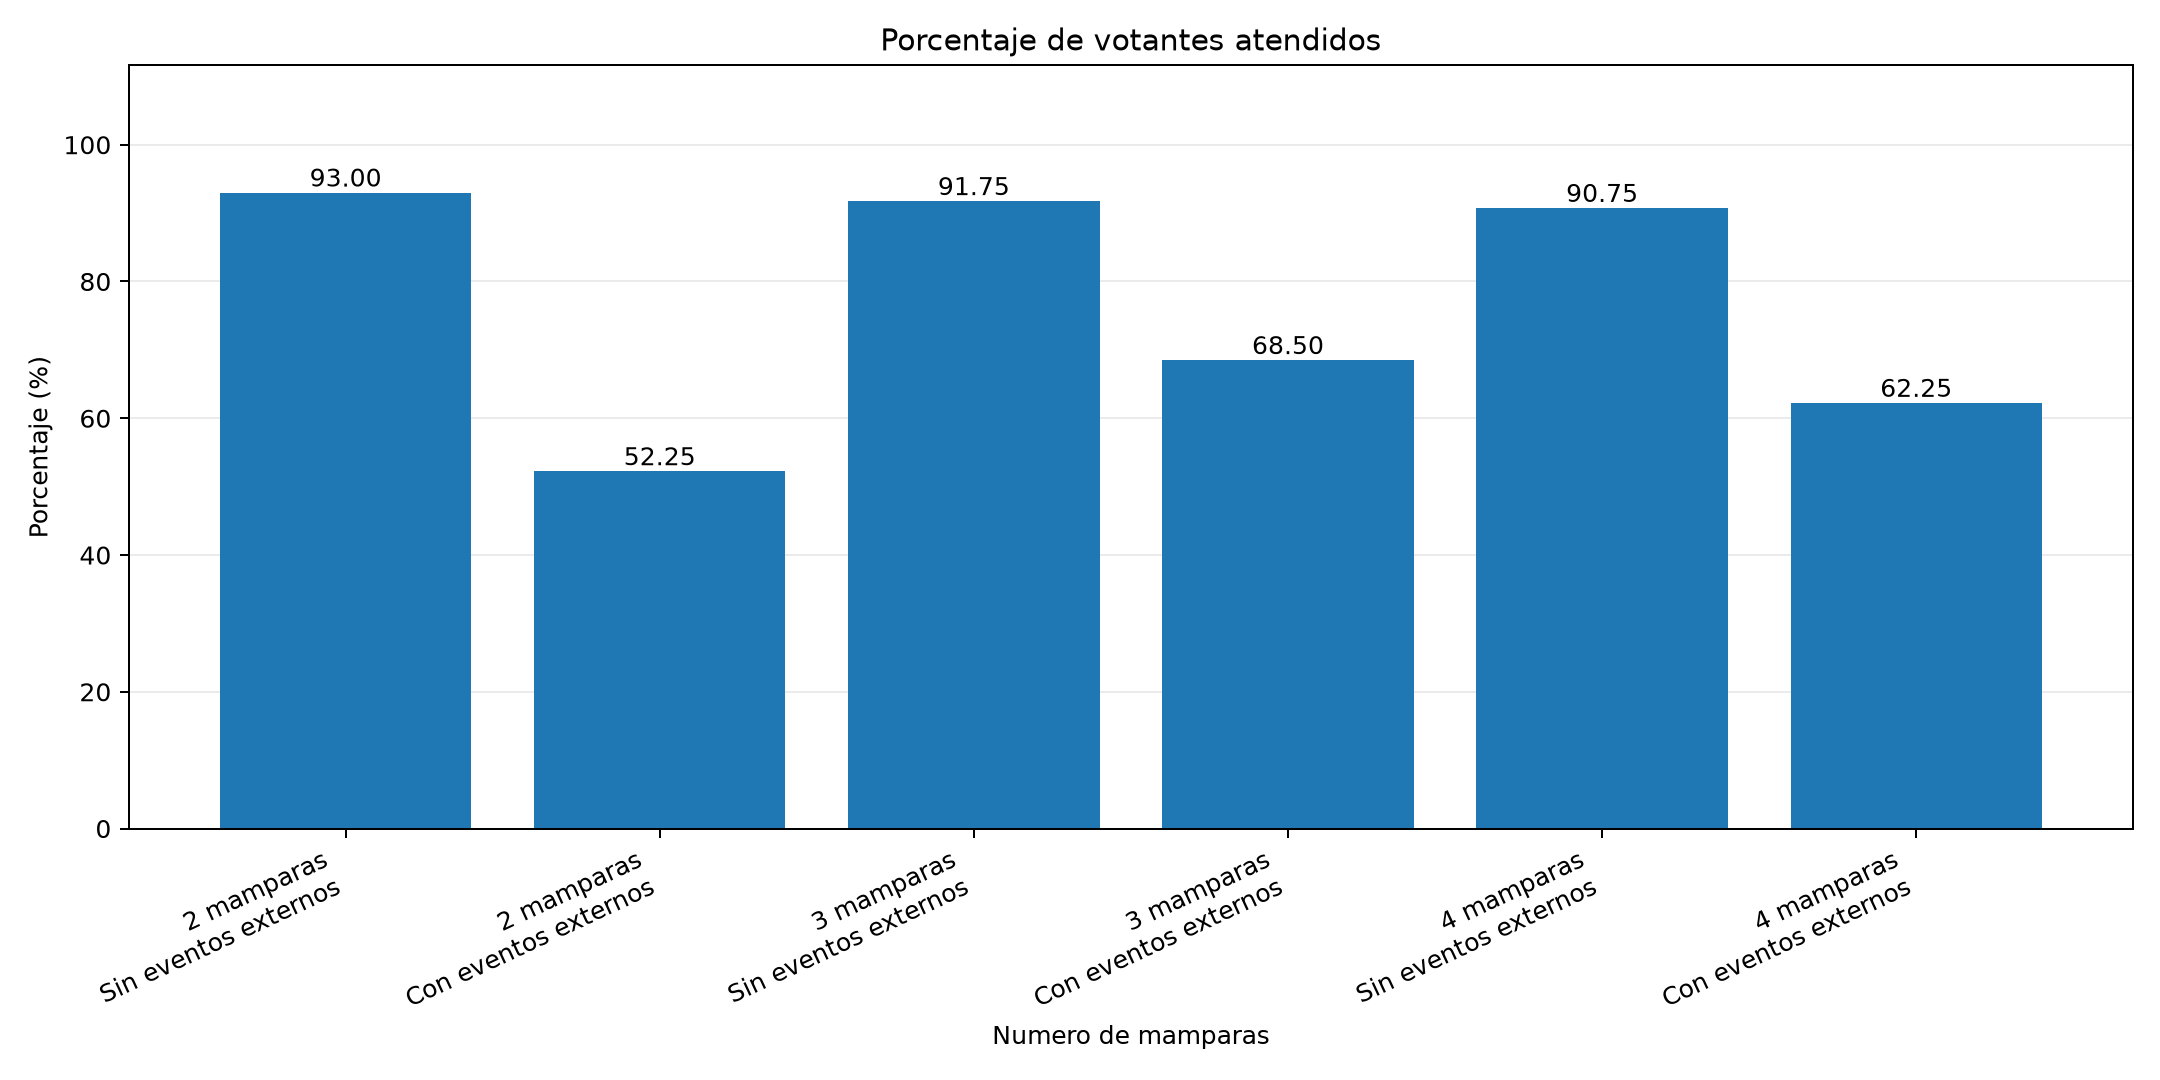 Porcentaje de votantes atendidos
Porcentaje (%)
100
80
60
40
20
0
93.00
52.25
91.75
68.50
90.75
62.25
2 mamparas
Sin eventos externos
2 mamparas
Con eventos externos
3 mamparas
Sin eventos externos
3 mamparas
Con eventos externos
4 mamparas
Sin eventos externos
4 mamparas
Con eventos externos
Numero de mamparas